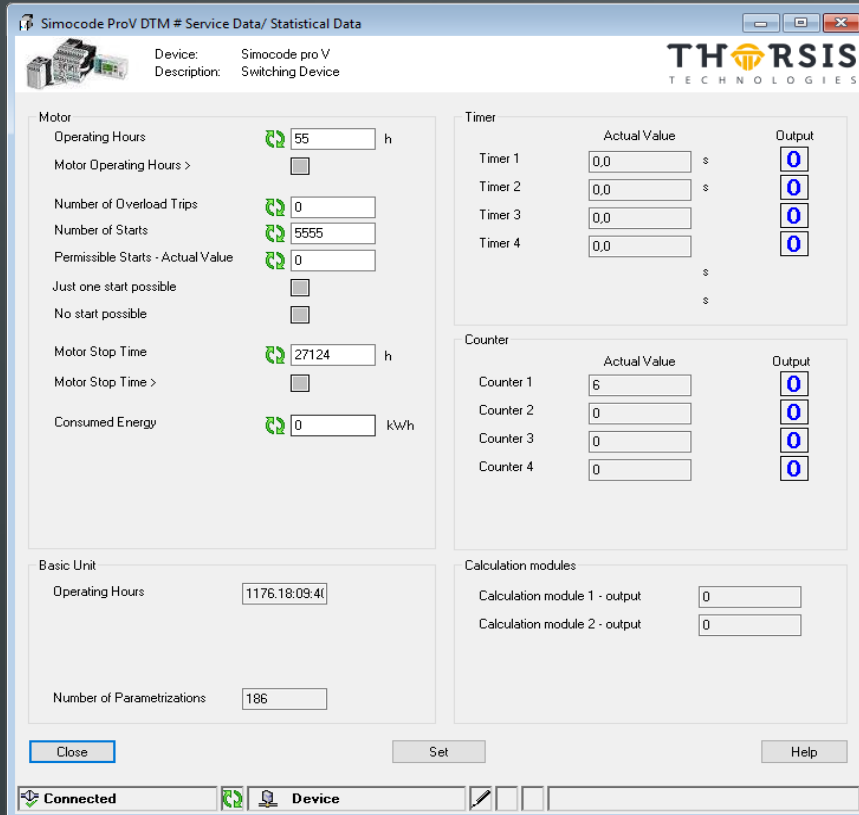 Simocode ProV DTM # Service Data/ Statistical Data
Device: Simocode pro V
Description: Switching Device
THORSIS
TECHNOLOGIES
Motor
Operating Hours 55 h
Motor Operating Hours >
Number of Overload Trips 0
Number of Starts 5555
Permissible Starts - Actual Value 0
Just one start possible
No start possible
Motor Stop Time 27124 h
Motor Stop Time >
Consumed Energy 0 kWh
Timer
Actual Value Output
Timer 1 0,0 s 0
Timer 2 0,0 s 0
Timer 3 0,0 0
Timer 4 0,0 0
s
s
Counter
Actual Value Output
Counter 1 6 0
Counter 2 0 0
Counter 3 0 0
Counter 4 0 0
Basic Unit
Operating Hours 1176.18:09:4
Number of Parametrizations 186
Calculation modules
Calculation module 1 - output 0
Calculation module 2 - output 0
Close Set Help
Connected Device